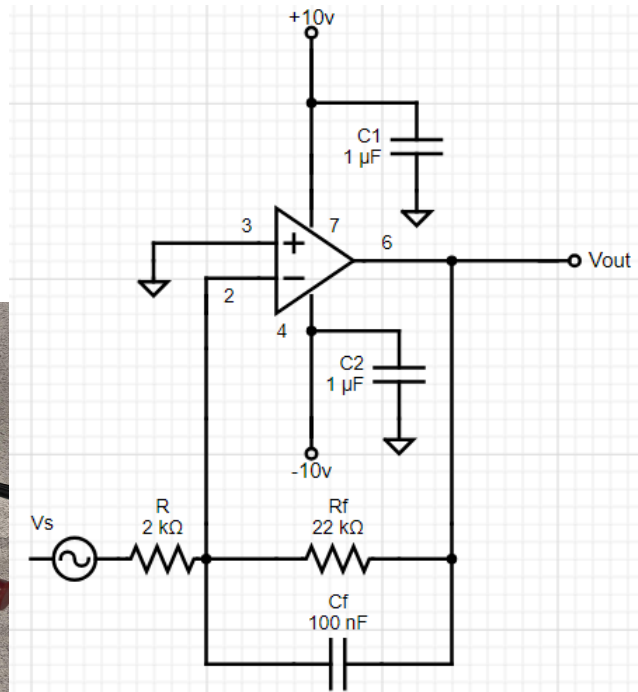 +10v
C1
1 µF
3
7
+
6
Vout
−
2
4
C2
1 µF
-10v
Vs
R
2 kΩ
Rf
22 kΩ
Cf
100 nF